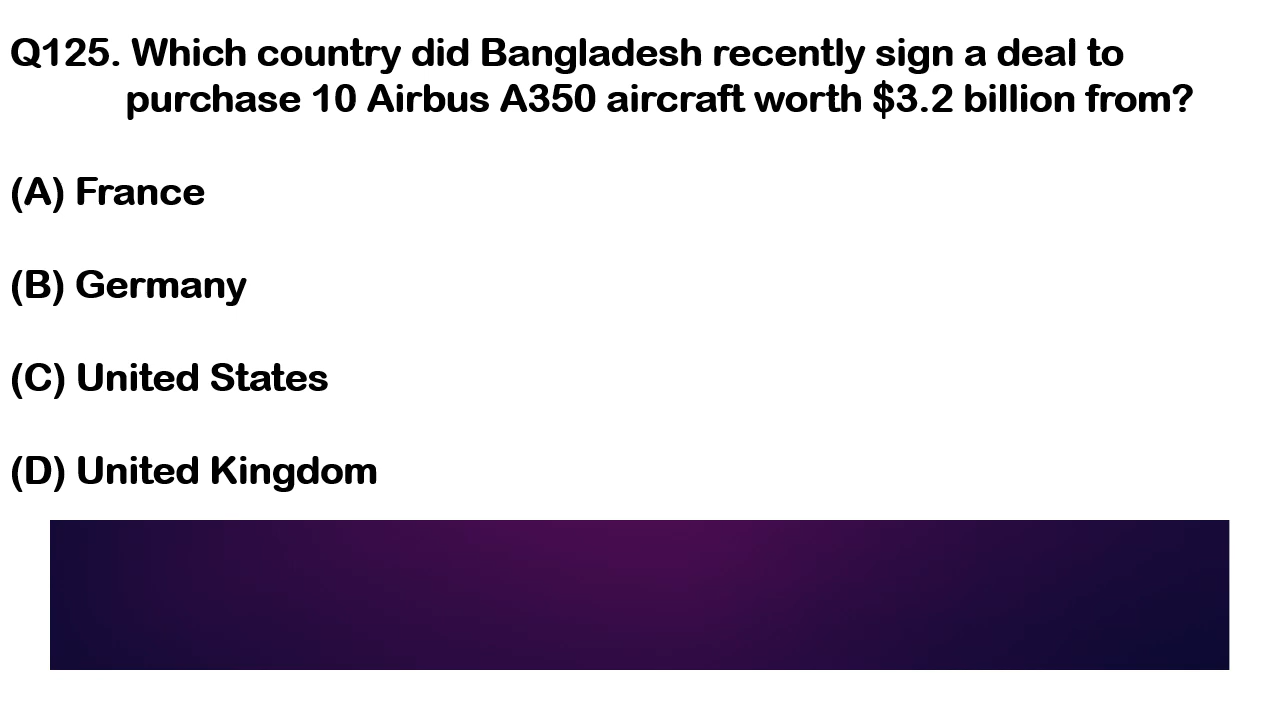 Q125. Which country did Bangladesh recently sign a deal to
purchase 10 Airbus A350 aircraft worth $3.2 billion from?
(A) France
(B) Germany
(C) United States
(D) United Kingdom